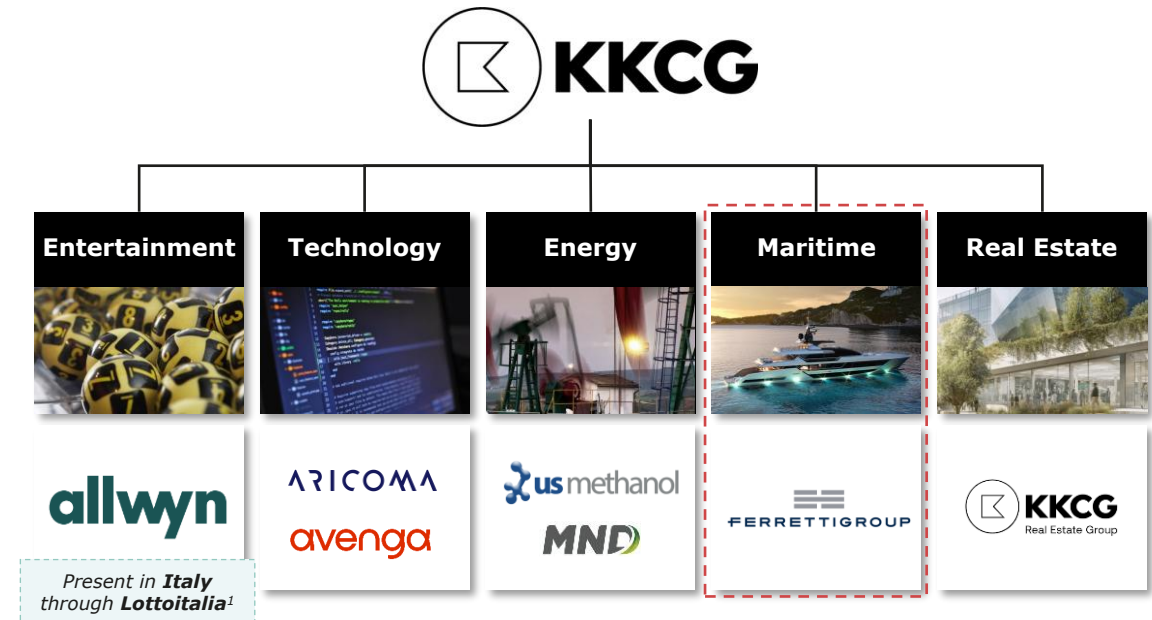 KKCG
Entertainment
Technology
Energy
Maritime
Real Estate
allwyn
ARICOMA
avenga
us methanol
MND
FERRETTIGROUP
KKCG
Real Estate Group
Present in Italy
through Lottoitalia¹